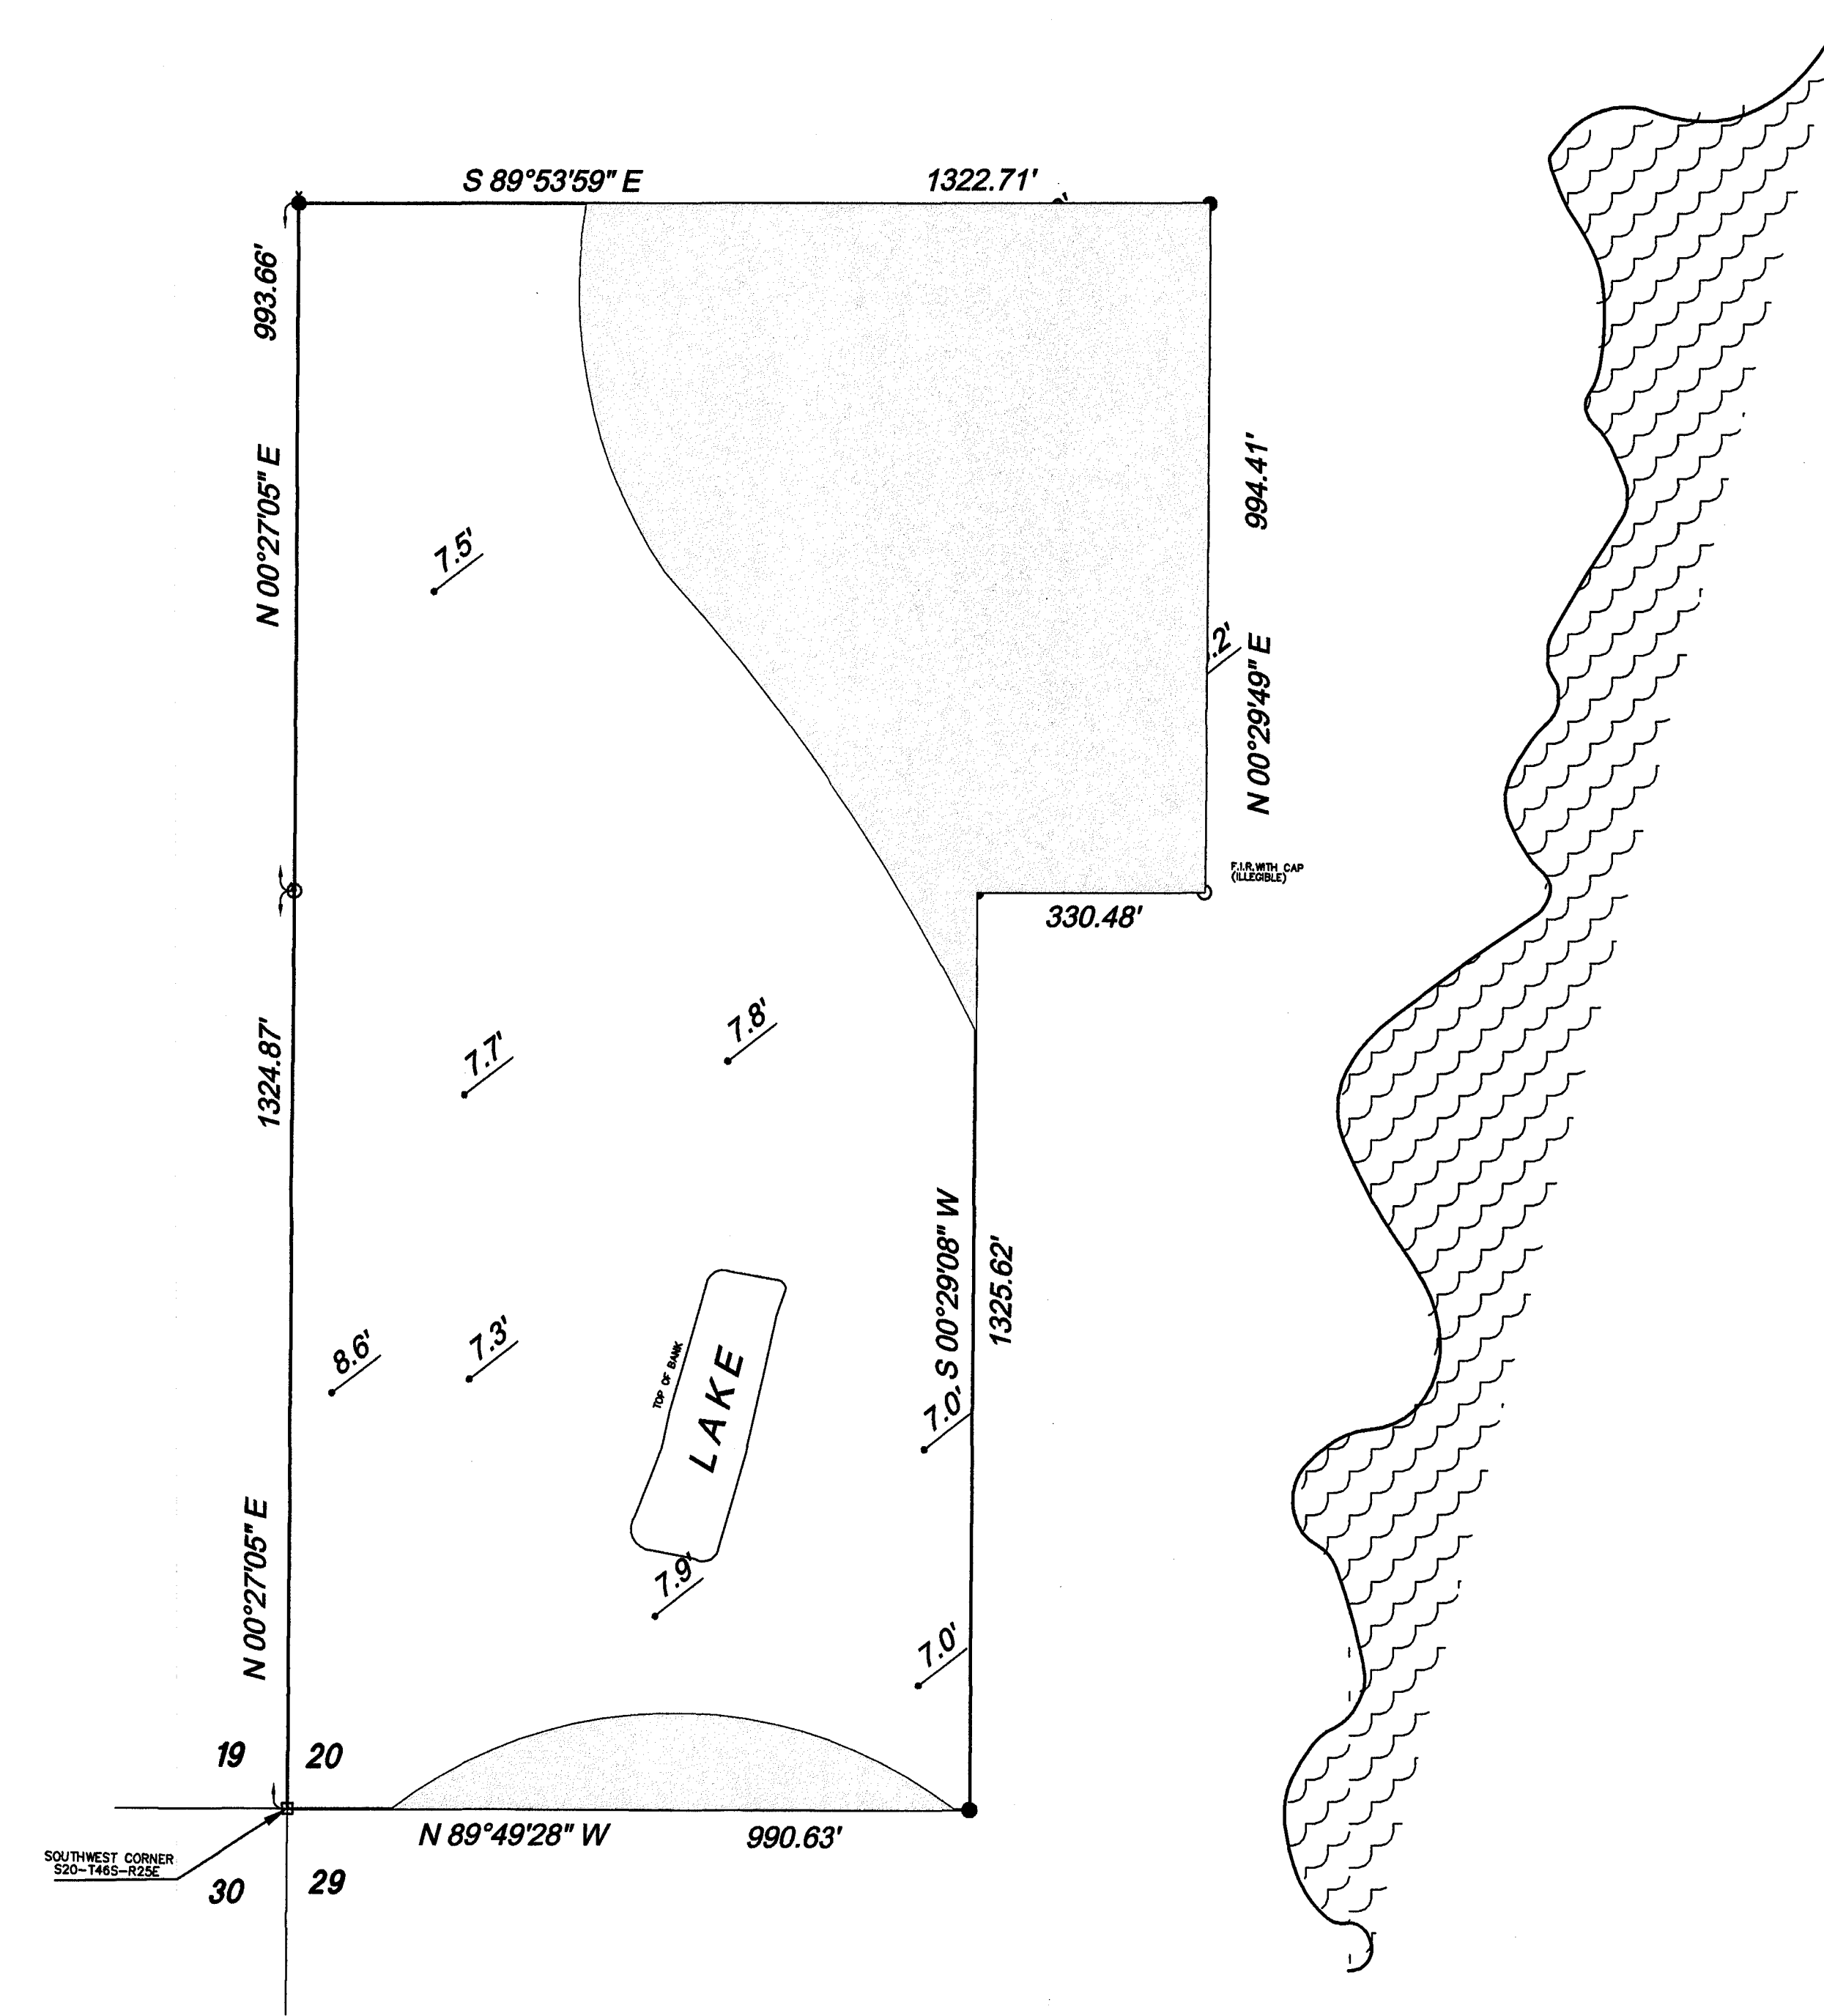 S 89°53'59" E
1322.71'
993.66'
N 00°27'05" E
994.41'
7.5'
.2'
N 00°29'49" E
F.I.R. WITH CAP
(ILLEGIBLE)
330.48'
7.8'
7.7'
1324.87'
S 00°29'08" W
1325.62'
8.6'
7.3'
TOP OF BANK
LAKE
7.0'
7.9'
N 00°27'05" E
7.0'
19
20
N 89°49'28" W
990.63'
SOUTHWEST CORNER
S20-T46S-R25E
30
29